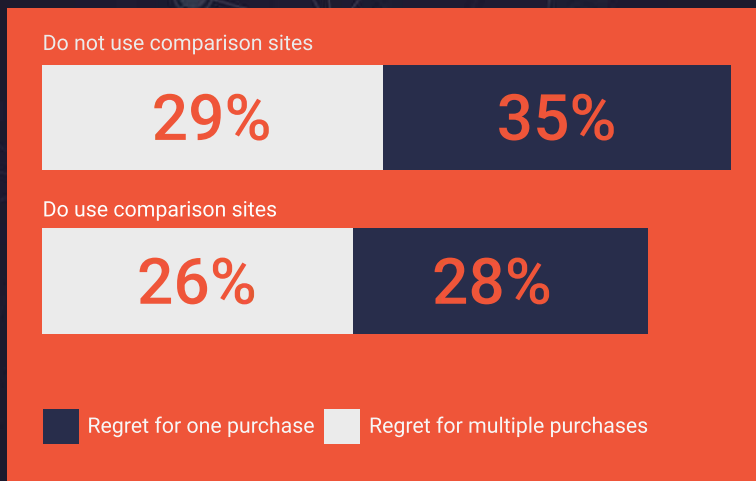 Do not use comparison sites
29% 35%
Do use comparison sites
26% 28%
Regret for one purchase Regret for multiple purchases